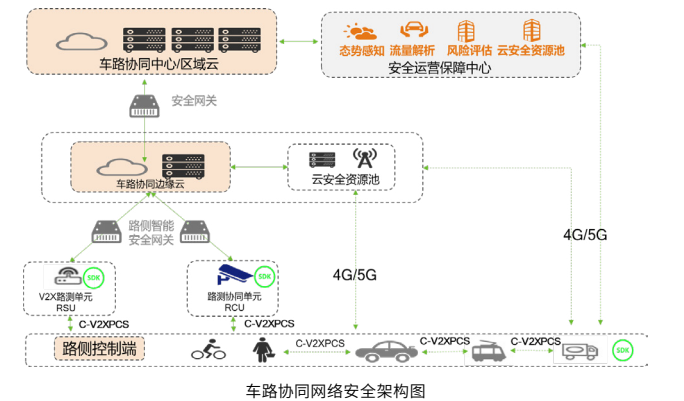 态势感知 流量解析 风险评估 云安全资源池
车路协同中心/区域云
安全运营保障中心
安全网关
车路协同边缘云
云安全资源池
路侧智能
安全网关
4G/5G
4G/5G
SDK
SDK
V2X路测单元
RSU
路测协同单元
RCU
C-V2XPCS
C-V2XPCS
路侧控制端
C-V2XPCS
C-V2XPCS
C-V2XPCS
SDK
车路协同网络安全架构图